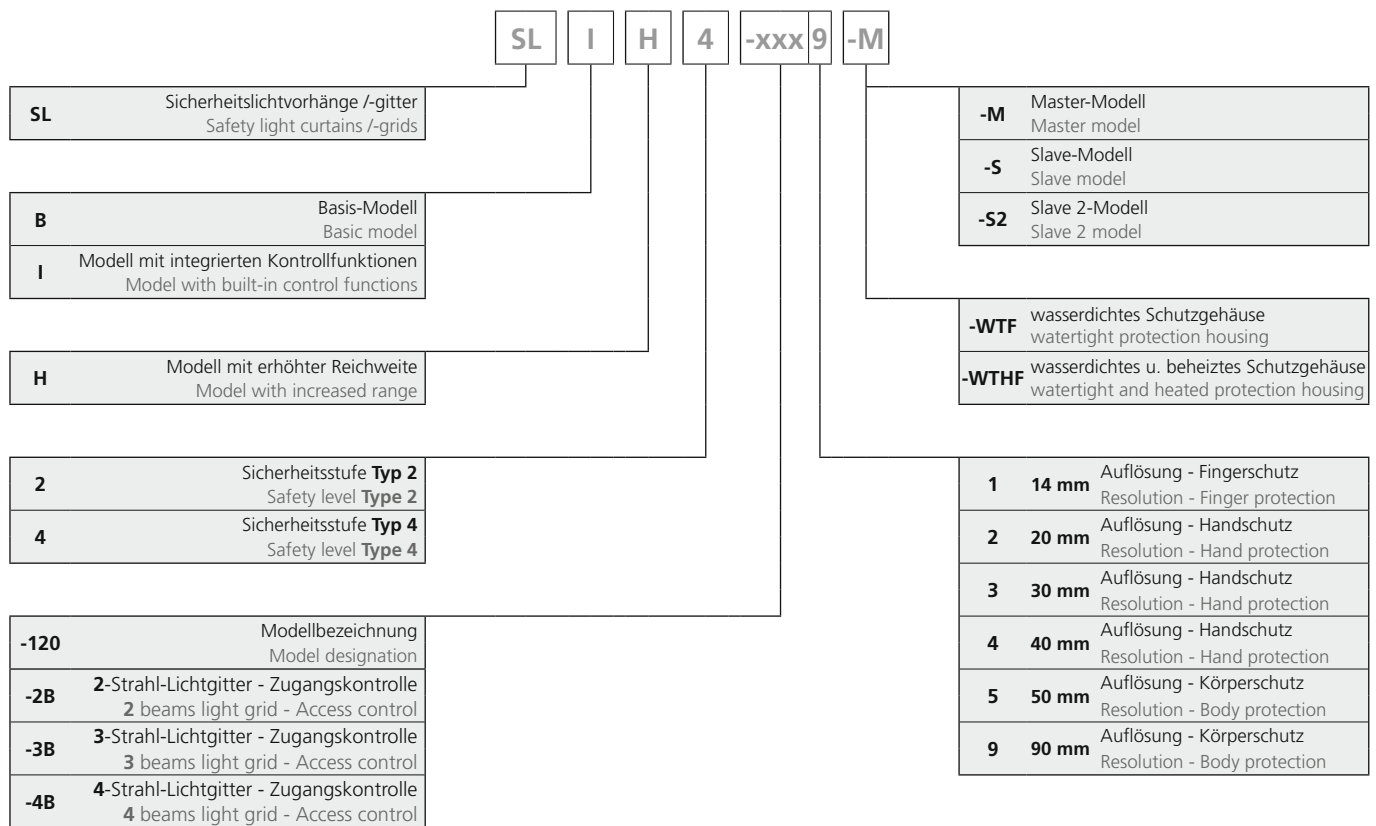 SL I H 4 -xxx 9 -M
SL
Sicherheitslichtvorhänge /-gitter
Safety light curtains /-grids
B
Basis-Modell
Basic model
I
Modell mit integrierten Kontrollfunktionen
Model with built-in control functions
H
Modell mit erhöhter Reichweite
Model with increased range
2
Sicherheitsstufe Typ 2
Safety level Type 2
4
Sicherheitsstufe Typ 4
Safety level Type 4
-120
Modellbezeichnung
Model designation
-2B
2-Strahl-Lichtgitter - Zugangskontrolle
2 beams light grid - Access control
-3B
3-Strahl-Lichtgitter - Zugangskontrolle
3 beams light grid - Access control
-4B
4-Strahl-Lichtgitter - Zugangskontrolle
4 beams light grid - Access control
-M
Master-Modell
Master model
-S
Slave-Modell
Slave model
-S2
Slave 2-Modell
Slave 2 model
-WTF
wasserdichtes Schutzgehäuse
watertight protection housing
-WTHF
wasserdichtes u. beheiztes Schutzgehäuse
watertight and heated protection housing
1 14 mm
Auflösung - Fingerschutz
Resolution - Finger protection
2 20 mm
Auflösung - Handschutz
Resolution - Hand protection
3 30 mm
Auflösung - Handschutz
Resolution - Hand protection
4 40 mm
Auflösung - Handschutz
Resolution - Hand protection
5 50 mm
Auflösung - Körperschutz
Resolution - Body protection
9 90 mm
Auflösung - Körperschutz
Resolution - Body protection